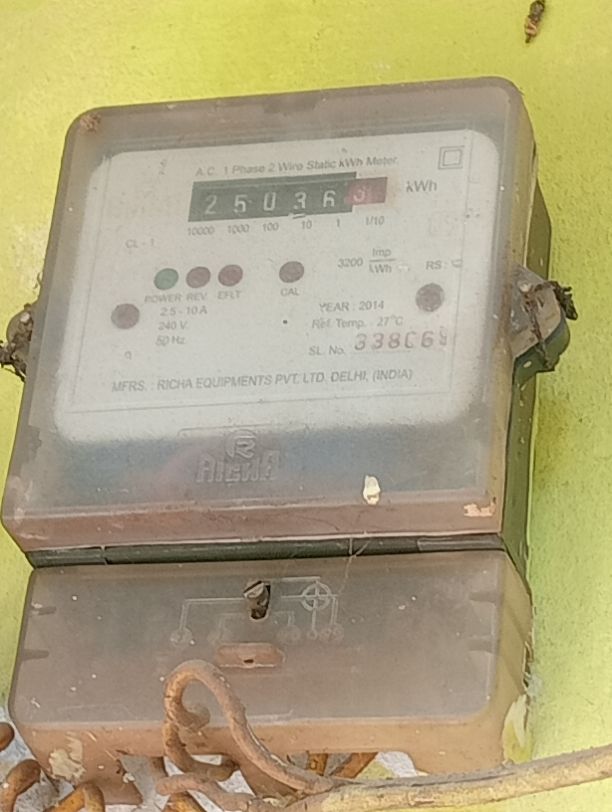 A.C. 1 Phase 2 Wire Static kWh Meter.
2 5 0 3 6 kWh
10000 1000 100 10 1 1/10
CL - 1
3200 Imp/kWh RS :
POWER REV EFLT CAL
2.5 - 10 A
240 V.
50 Hz.
YEAR : 2014
Ref. Temp. : 27°C
SL. No.
MFRS. : RICHA EQUIPMENTS PVT. LTD. DELHI, (INDIA)
RICHA